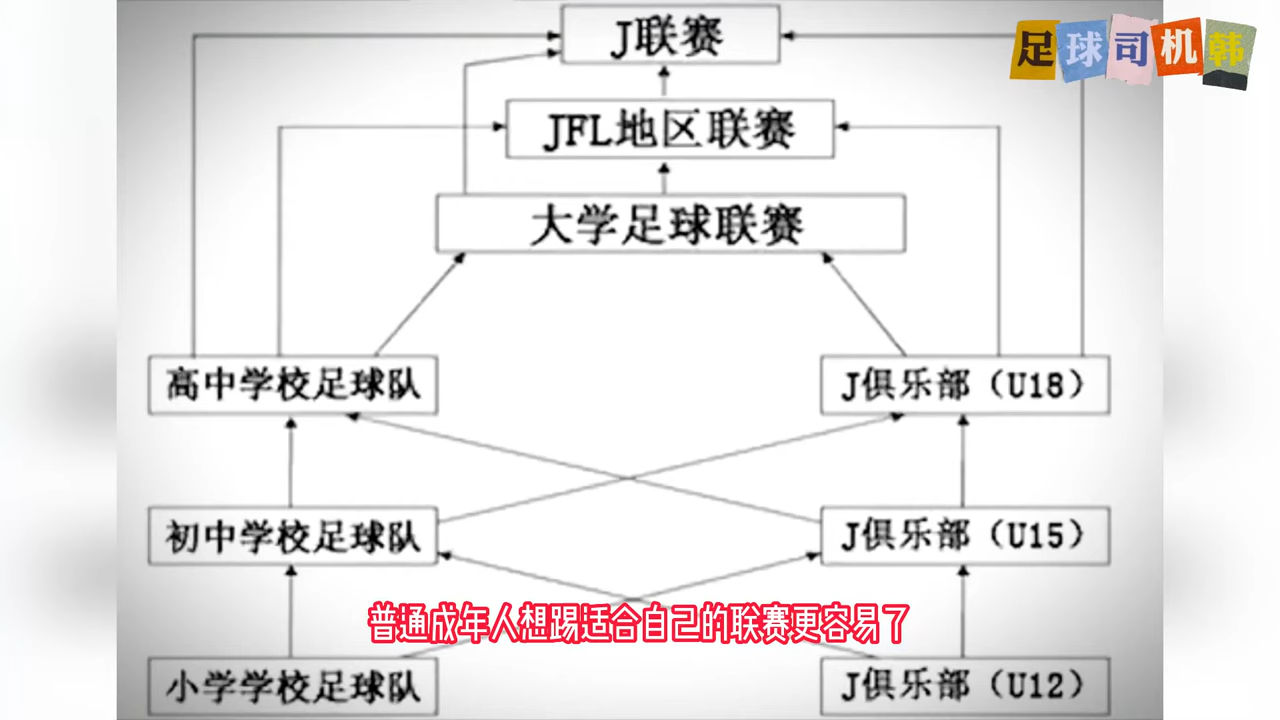 J联赛
足球司机韩
JFL地区联赛
大学足球联赛
高中学校足球队
J俱乐部（U18）
初中学校足球队
J俱乐部（U15）
普通成年人想踢适合自己的联赛更容易了
小学学校足球队
J俱乐部（U12）